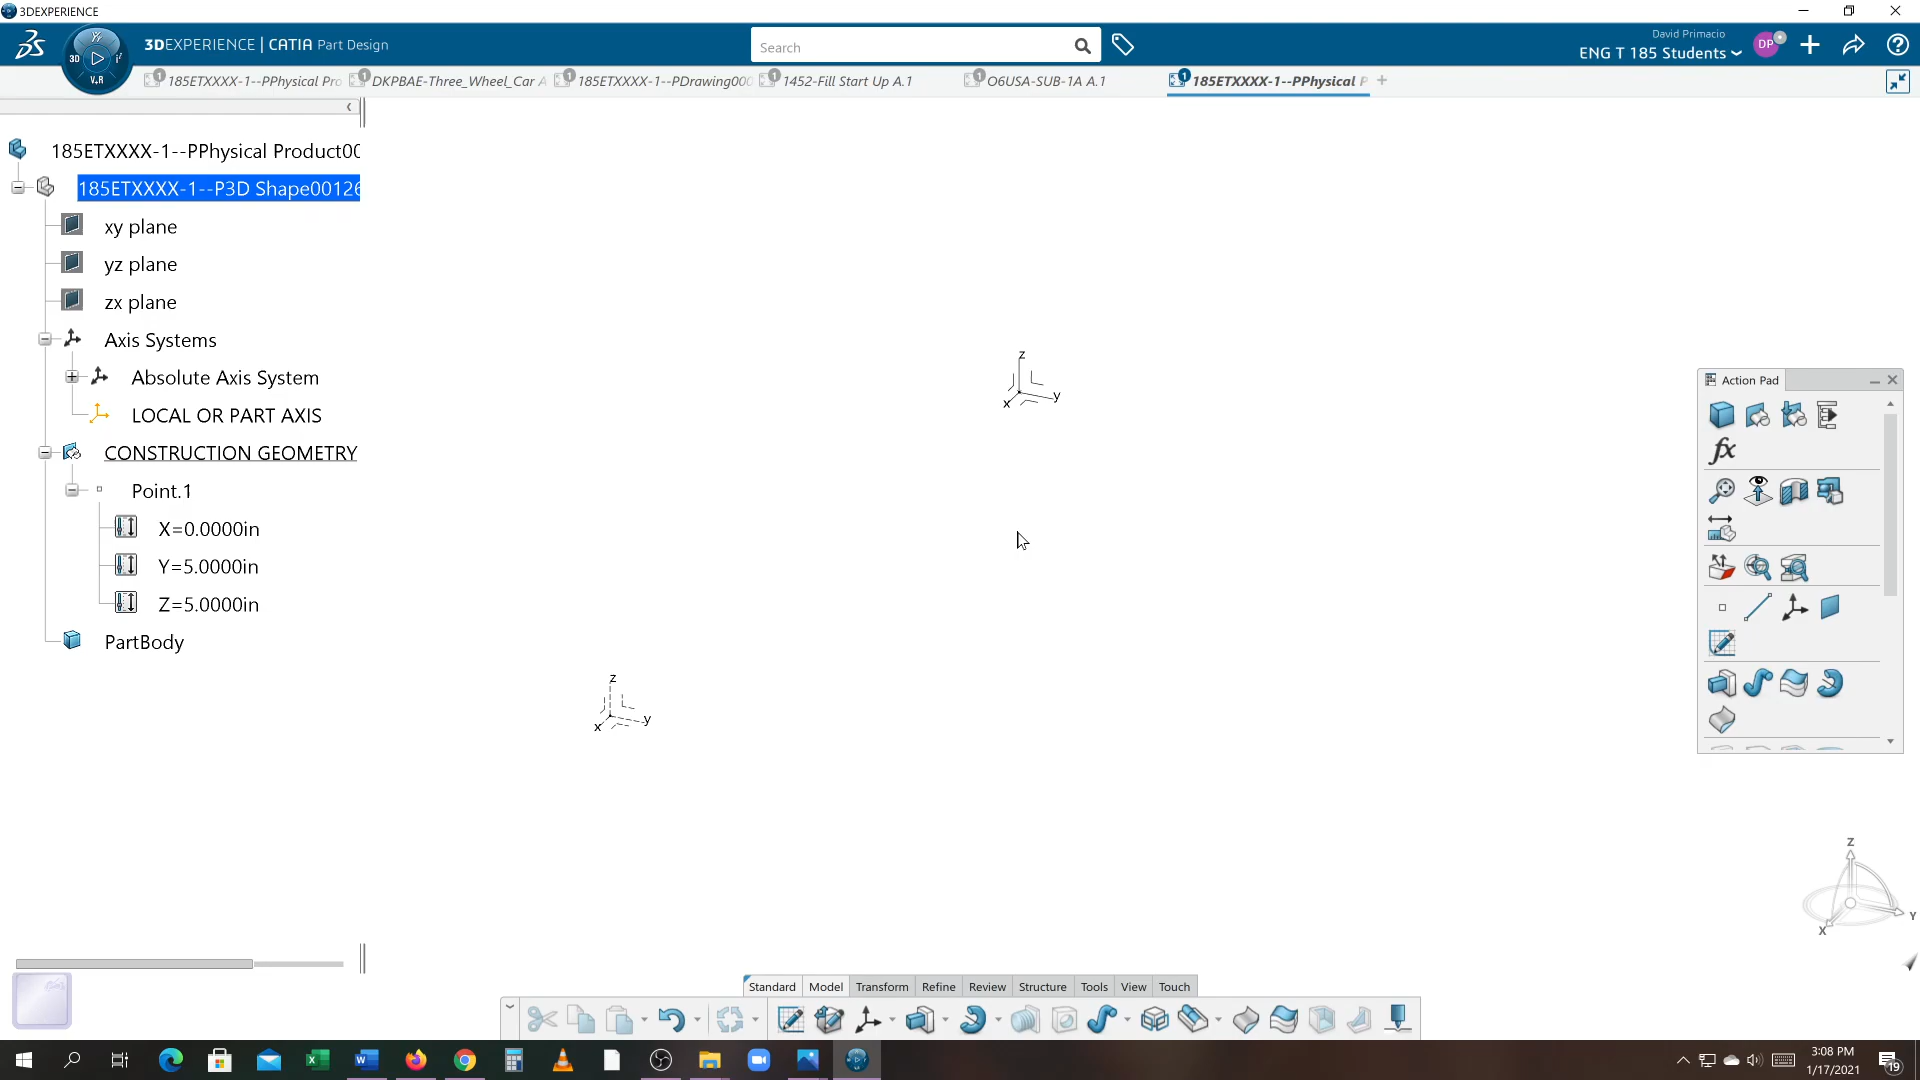 3DEXPERIENCE
3DEXPERIENCE | CATIA Part Design
Search
David Primacio
ENG T 185 Students
DP
3D
V+R
185ETXXXX-1--PPhysical Pro
DKPBAE-Three_Wheel_Car A
185ETXXXX-1--PDrawing000
1452-Fill Start Up A.1
O6USA-SUB-1A A.1
185ETXXXX-1--PPhysical P
185ETXXXX-1--PPhysical Product00
185ETXXXX-1--P3D Shape00126
xy plane
yz plane
zx plane
Axis Systems
Absolute Axis System
LOCAL OR PART AXIS
CONSTRUCTION GEOMETRY
Point.1
X=0.0000in
Y=5.0000in
Z=5.0000in
PartBody
z
x
y
z
x
y
Action Pad
fx
Z
Y
X
Standard
Model
Transform
Refine
Review
Structure
Tools
View
Touch
3:08 PM
1/17/2021
19